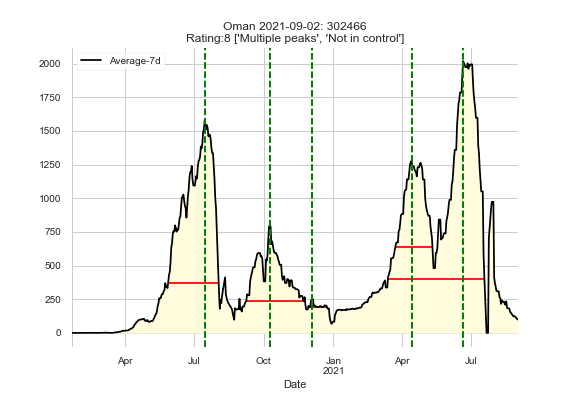 Oman 2021-09-02: 302466
Rating:8 ['Multiple peaks', 'Not in control']
Average-7d
2000
1750
1500
1250
1000
750
500
250
0
Apr Jul Oct Jan Apr Jul
2021
Date